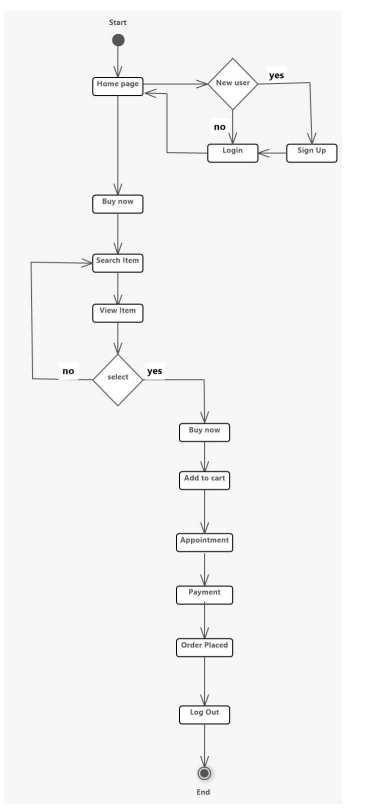 Start
Home page
New user
yes
no
Login
Sign Up
Buy now
Search Item
View Item
select
no
yes
Buy now
Add to cart
Appointment
Payment
Order Placed
Log Out
End